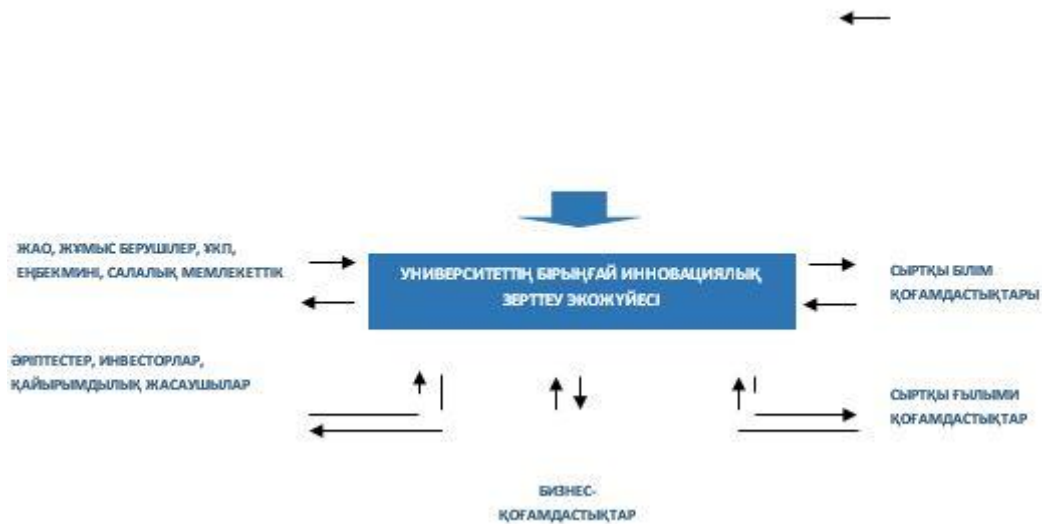 ЖАО, ЖҰМЫС БЕРУШІЛЕР, ҰКП,
ЕҢБЕКМИНІ, САЛАЛЫҚ МЕМЛЕКЕТТІК
УНИВЕРСИТЕТТІҢ БІРЫҢҒАЙ ИННОВАЦИЯЛЫҚ
ЗЕРТТЕУ ЭКОЖҮЙЕСІ
СЫРТҚЫ БІЛІМ
ҚОҒАМДАСТЫҚТАРЫ
ӘРІПТЕСТЕР, ИНВЕСТОРЛАР,
ҚАЙЫРЫМДЫЛЫҚ ЖАСАУШЫЛАР
СЫРТҚЫ ҒЫЛЫМИ
ҚОҒАМДАСТЫҚТАР
БИЗНЕС-
ҚОҒАМДАСТЫҚТАР